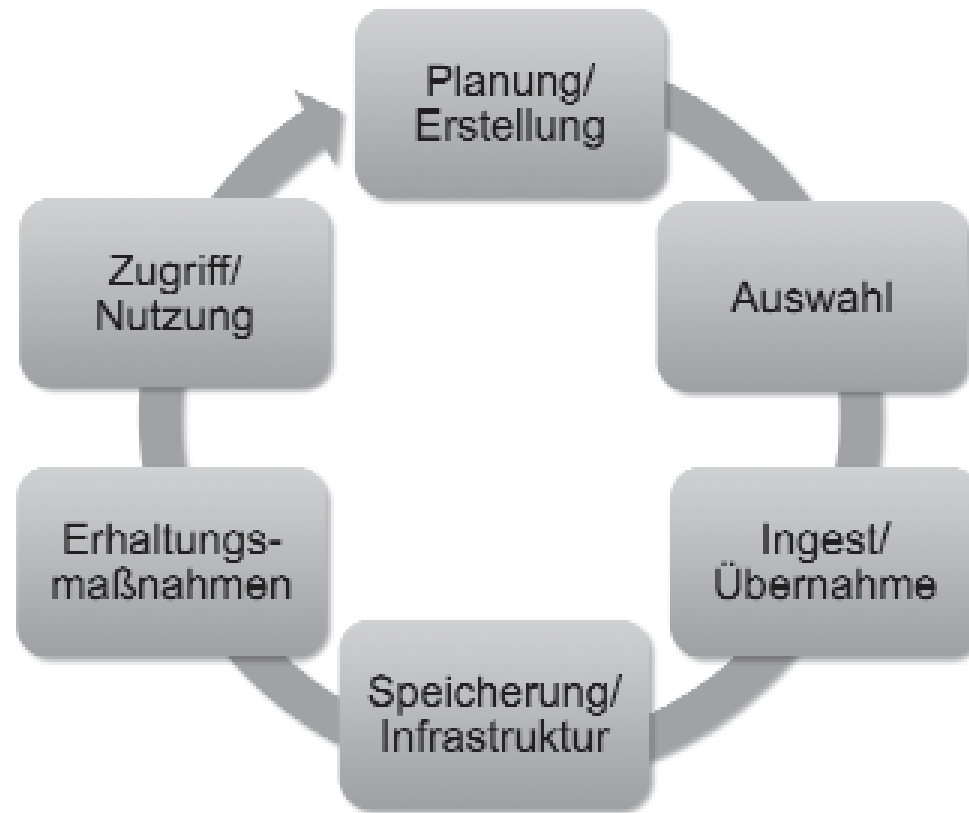 Planung/
Erstellung
Auswahl
Ingest/
Übernahme
Speicherung/
Infrastruktur
Erhaltungs-
maßnahmen
Zugriff/
Nutzung